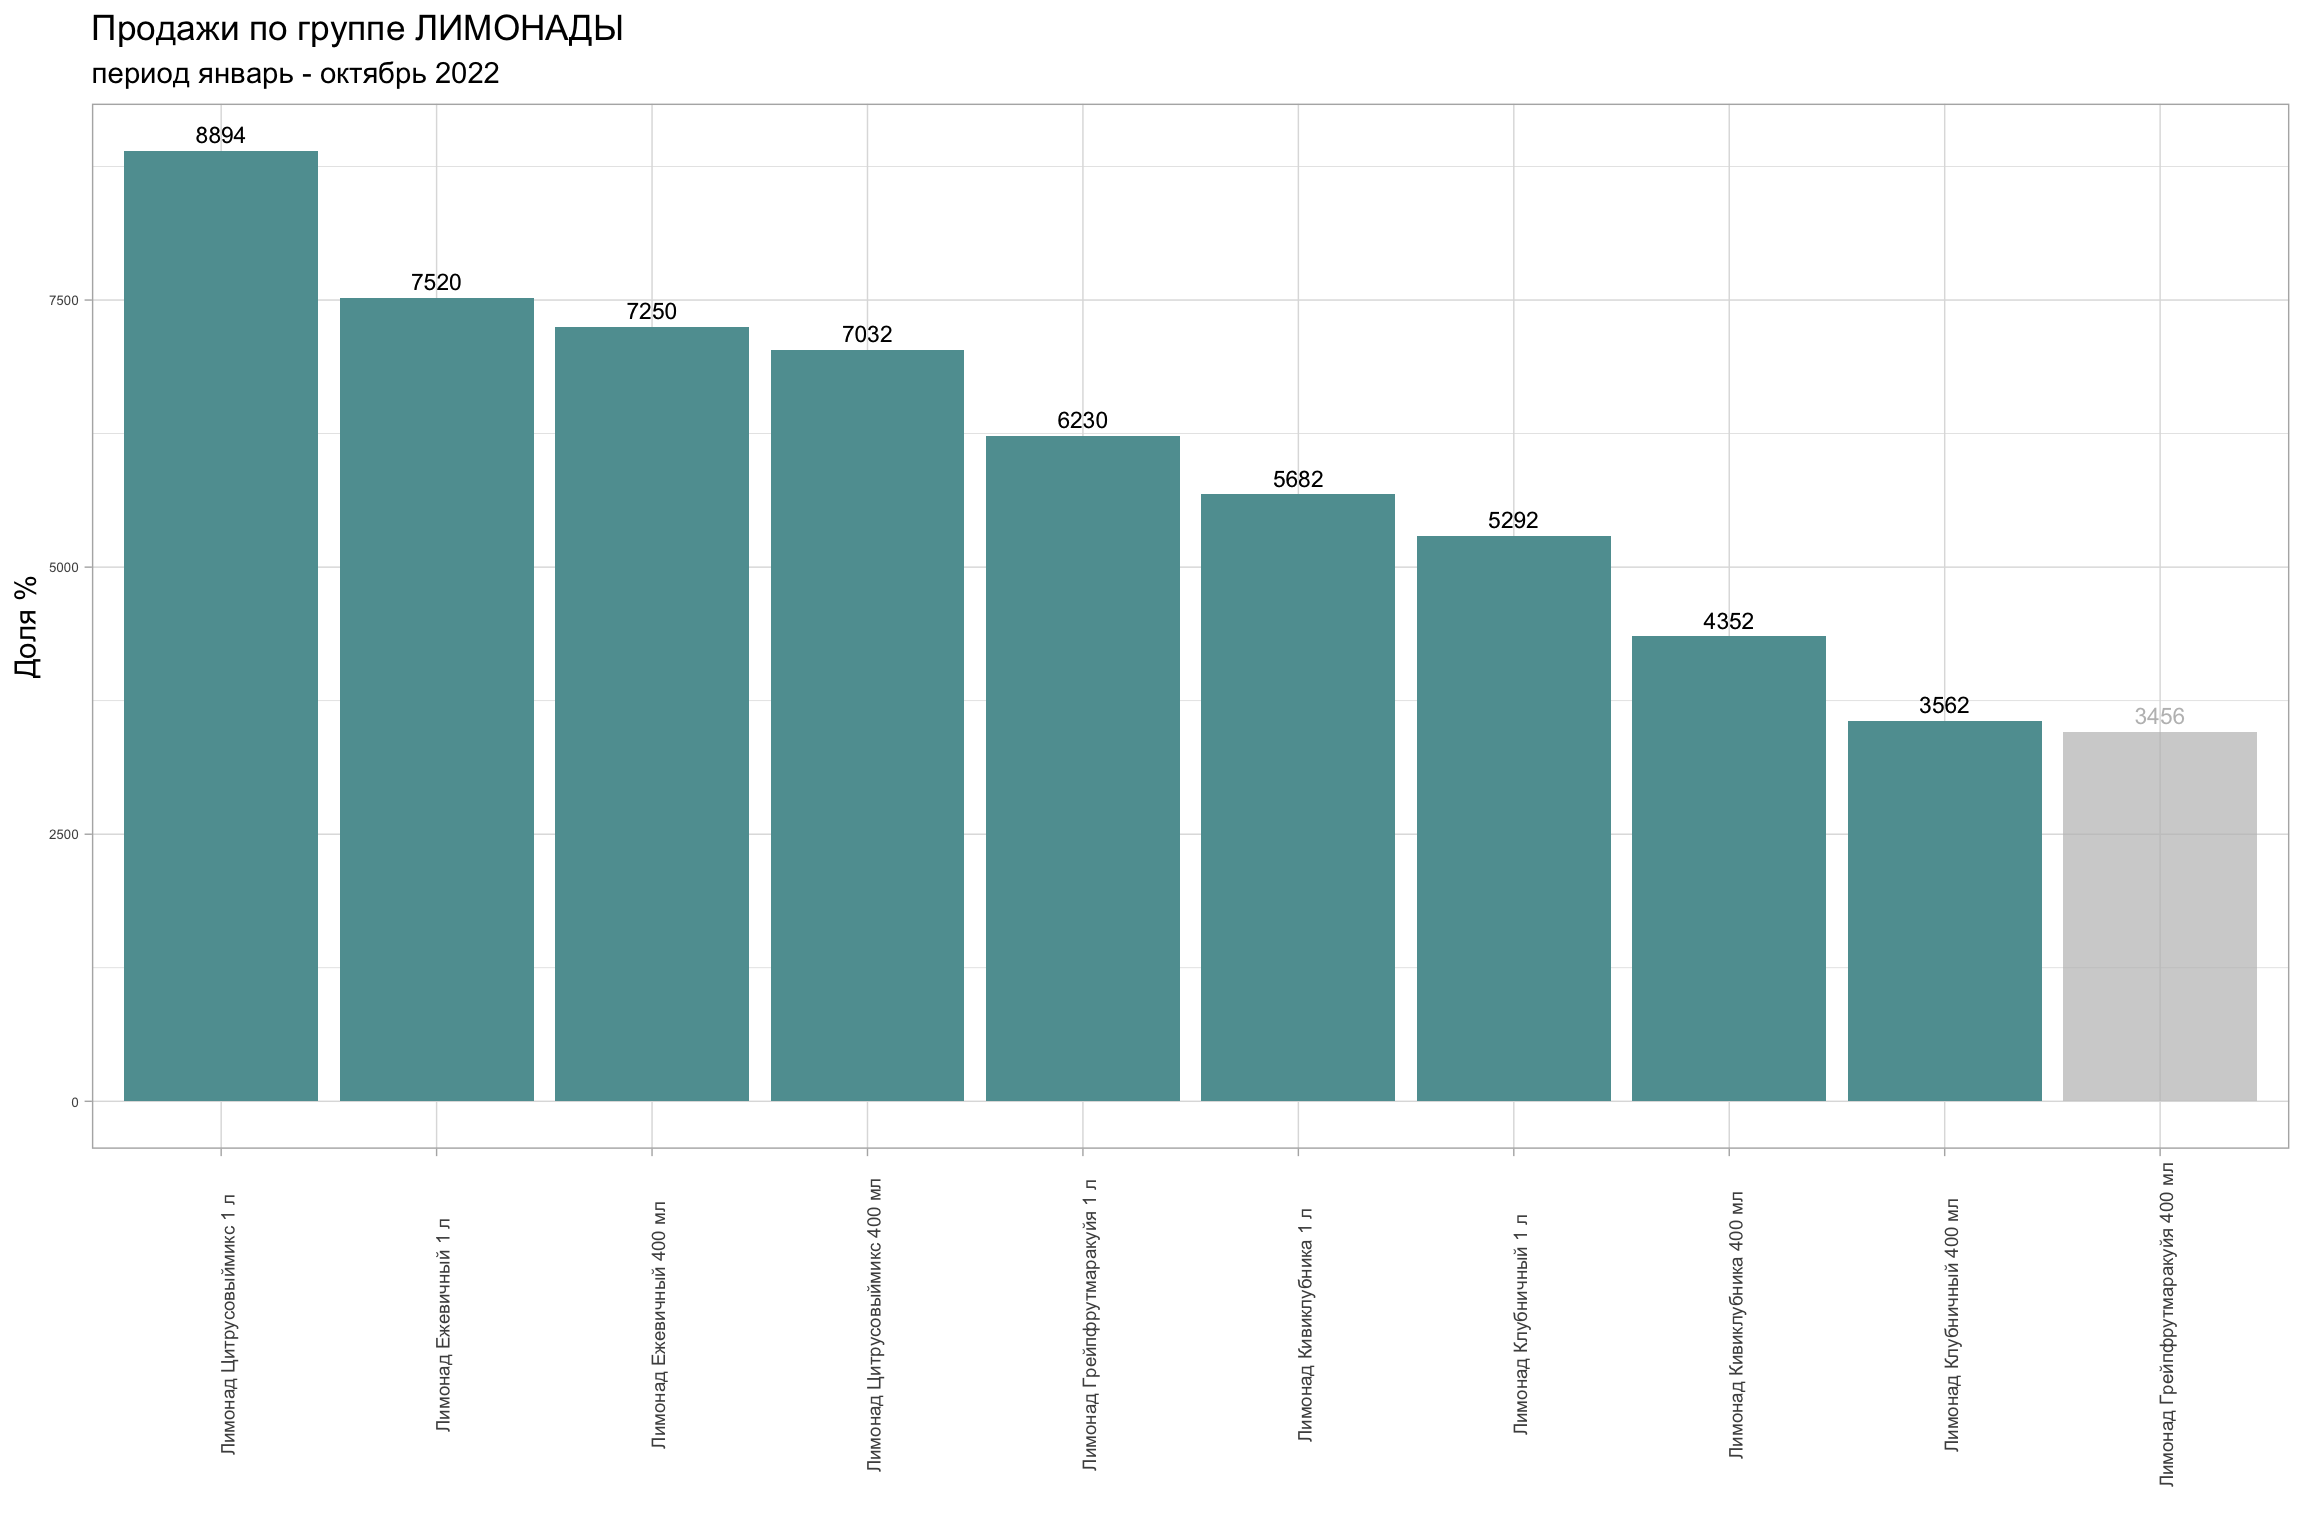 Продажи по группе ЛИМОНАДЫ
период январь - октябрь 2022
Доля %
7500
5000
2500
0
8894
7520
7250
7032
6230
5682
5292
4352
3562
3456
Лимонад Цитрусовыймикс 1 л
Лимонад Ежевичный 1 л
Лимонад Ежевичный 400 мл
Лимонад Цитрусовыймикс 400 мл
Лимонад Грейпфрутмаракуйя 1 л
Лимонад Кивиклубника 1 л
Лимонад Клубничный 1 л
Лимонад Кивиклубника 400 мл
Лимонад Клубничный 400 мл
Лимонад Грейпфрутмаракуйя 400 мл